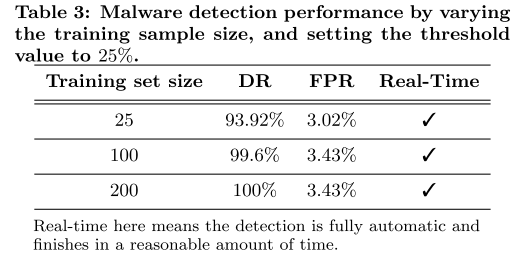 Table 3: Malware detection performance by varying
the training sample size, and setting the threshold
value to 25%.
Training set size DR FPR Real-Time
25 93.92% 3.02% ✓
100 99.6% 3.43% ✓
200 100% 3.43% ✓
Real-time here means the detection is fully automatic and
finishes in a reasonable amount of time.